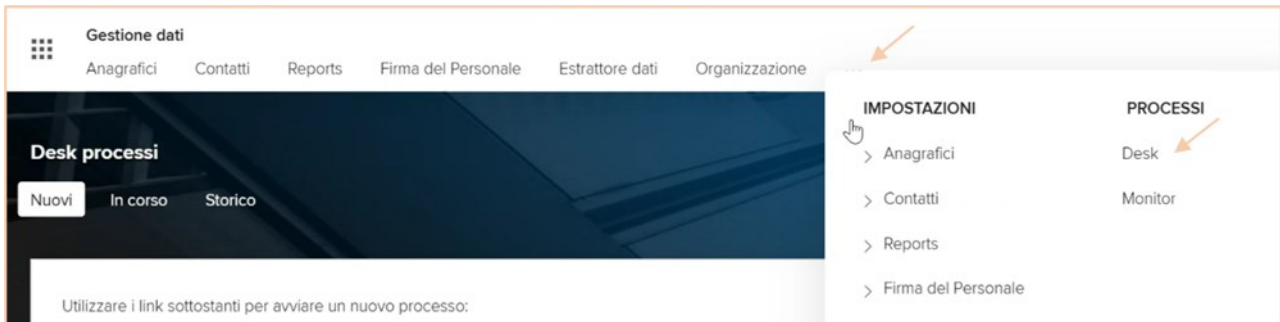 Gestione dati
Anagrafici Contatti Reports Firma del Personale Estrattore dati Organizzazione ...
IMPOSTAZIONI PROCESSI
Desk processi
> Anagrafici Desk
Nuovi In corso Storico
> Contatti Monitor
> Reports
> Firma del Personale
Utilizzare i link sottostanti per avviare un nuovo processo: